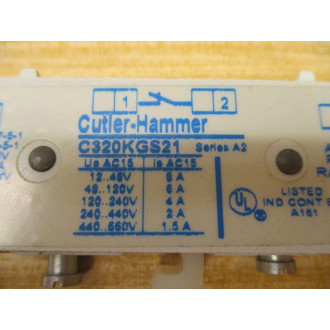 1 2
Cutler-Hammer
C320KGS21 Series A2
Ue AC15 Ie AC15
12..48V 6 A
48..120V 6 A
120..240V 4 A
240..440V 2 A
440..660V 1.5 A
UL
LISTED
IND CONT E
A161